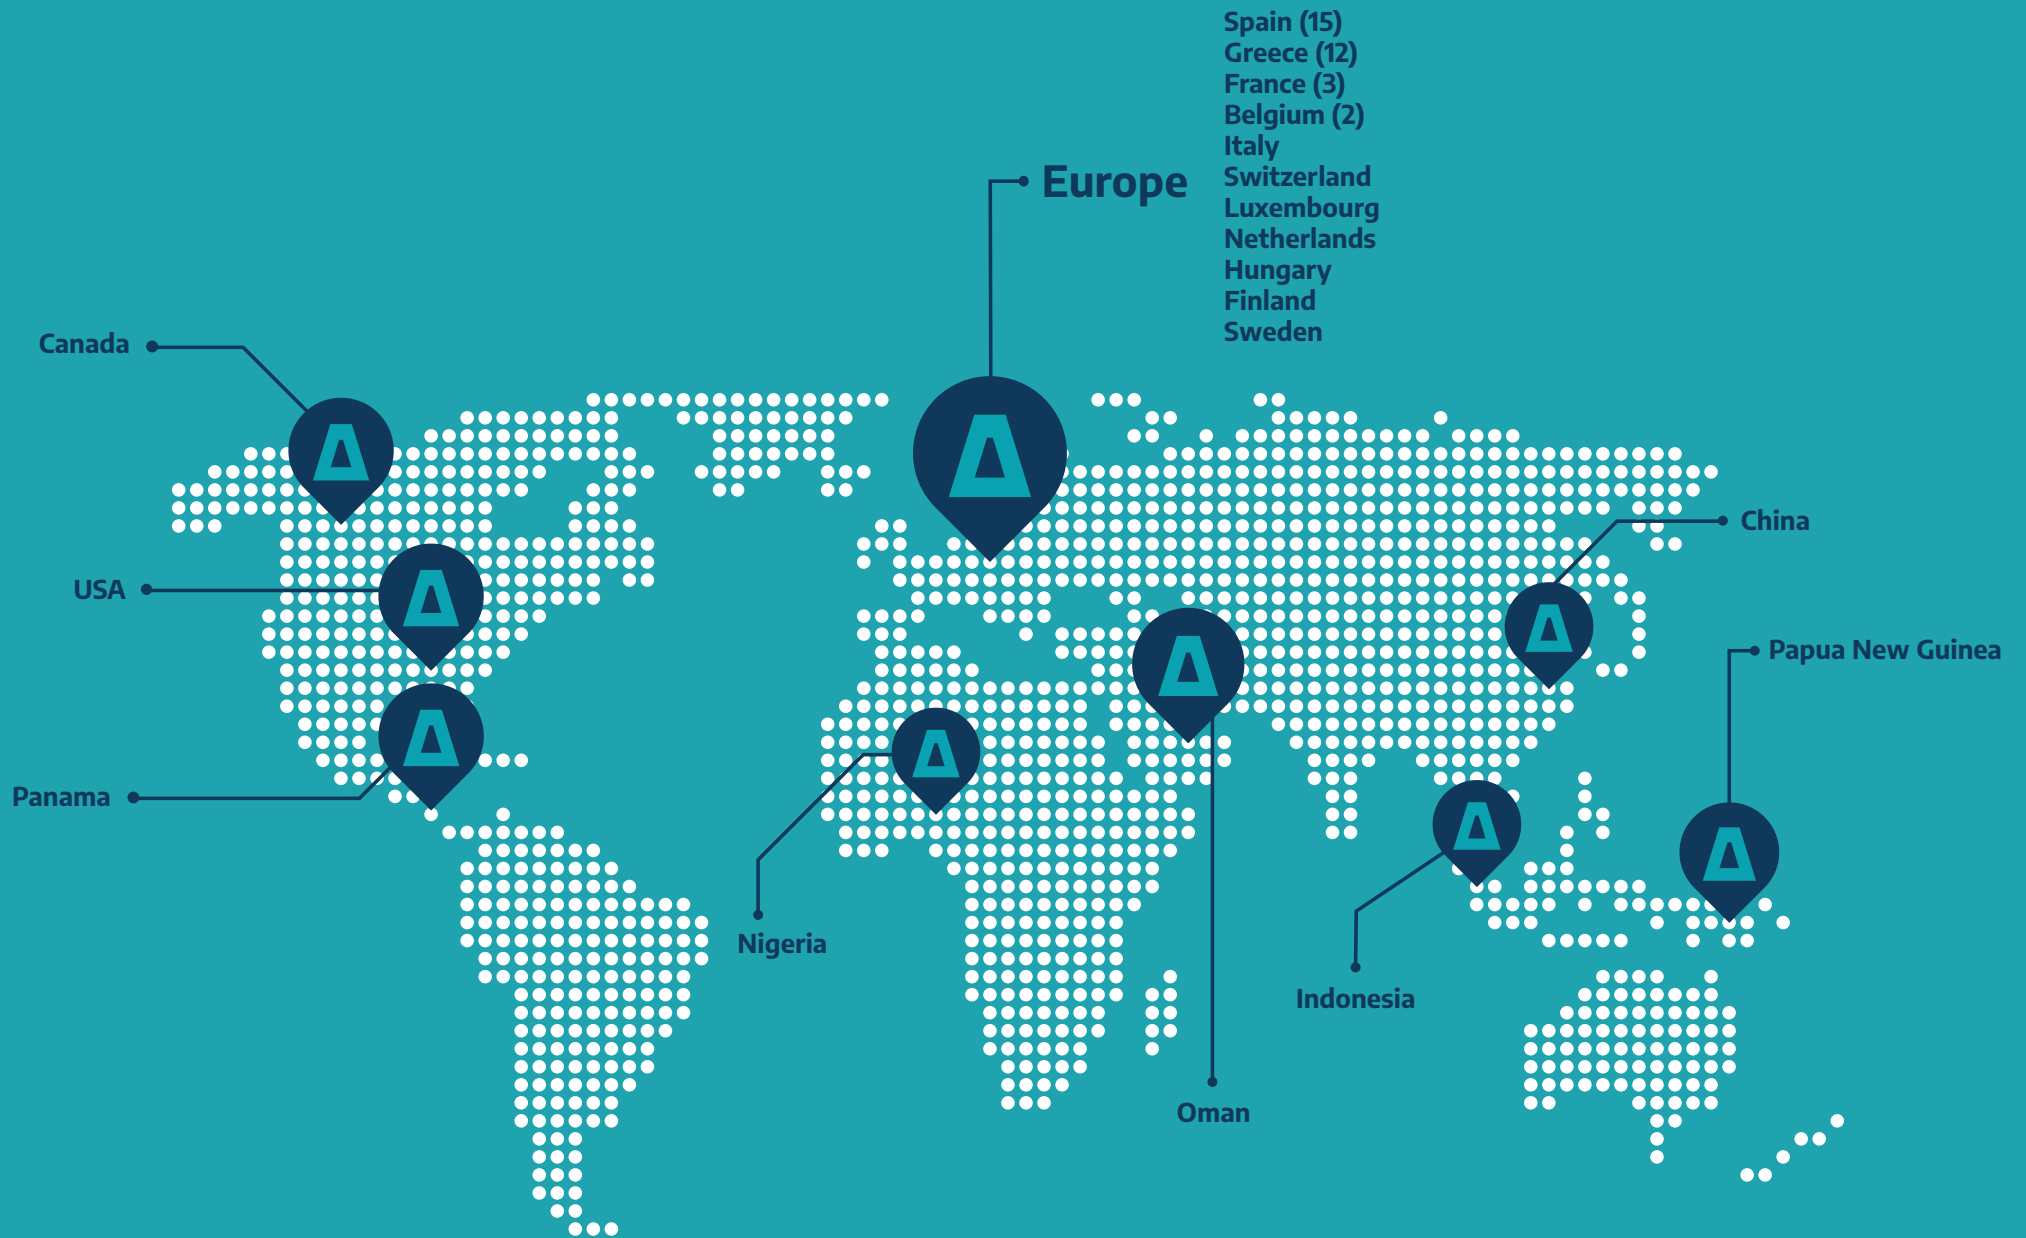 Spain (15)
Greece (12)
France (3)
Belgium (2)
Italy
Europe
Switzerland
Luxembourg
Netherlands
Hungary
Finland
Sweden
Canada
China
USA
Papua New Guinea
Panama
Nigeria
Indonesia
Oman